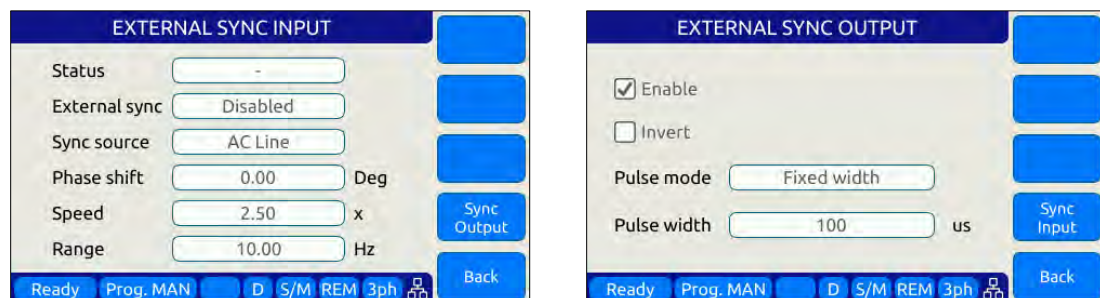 EXTERNAL SYNC INPUT
Status -
External sync Disabled
Sync source AC Line
Phase shift 0.00 Deg
Speed 2.50 x
Range 10.00 Hz
Sync Output
Back
Ready Prog. MAN D S/M REM 3ph
EXTERNAL SYNC OUTPUT
Enable
Invert
Pulse mode Fixed width
Pulse width 100 us
Sync Input
Back
Ready Prog. MAN D S/M REM 3ph